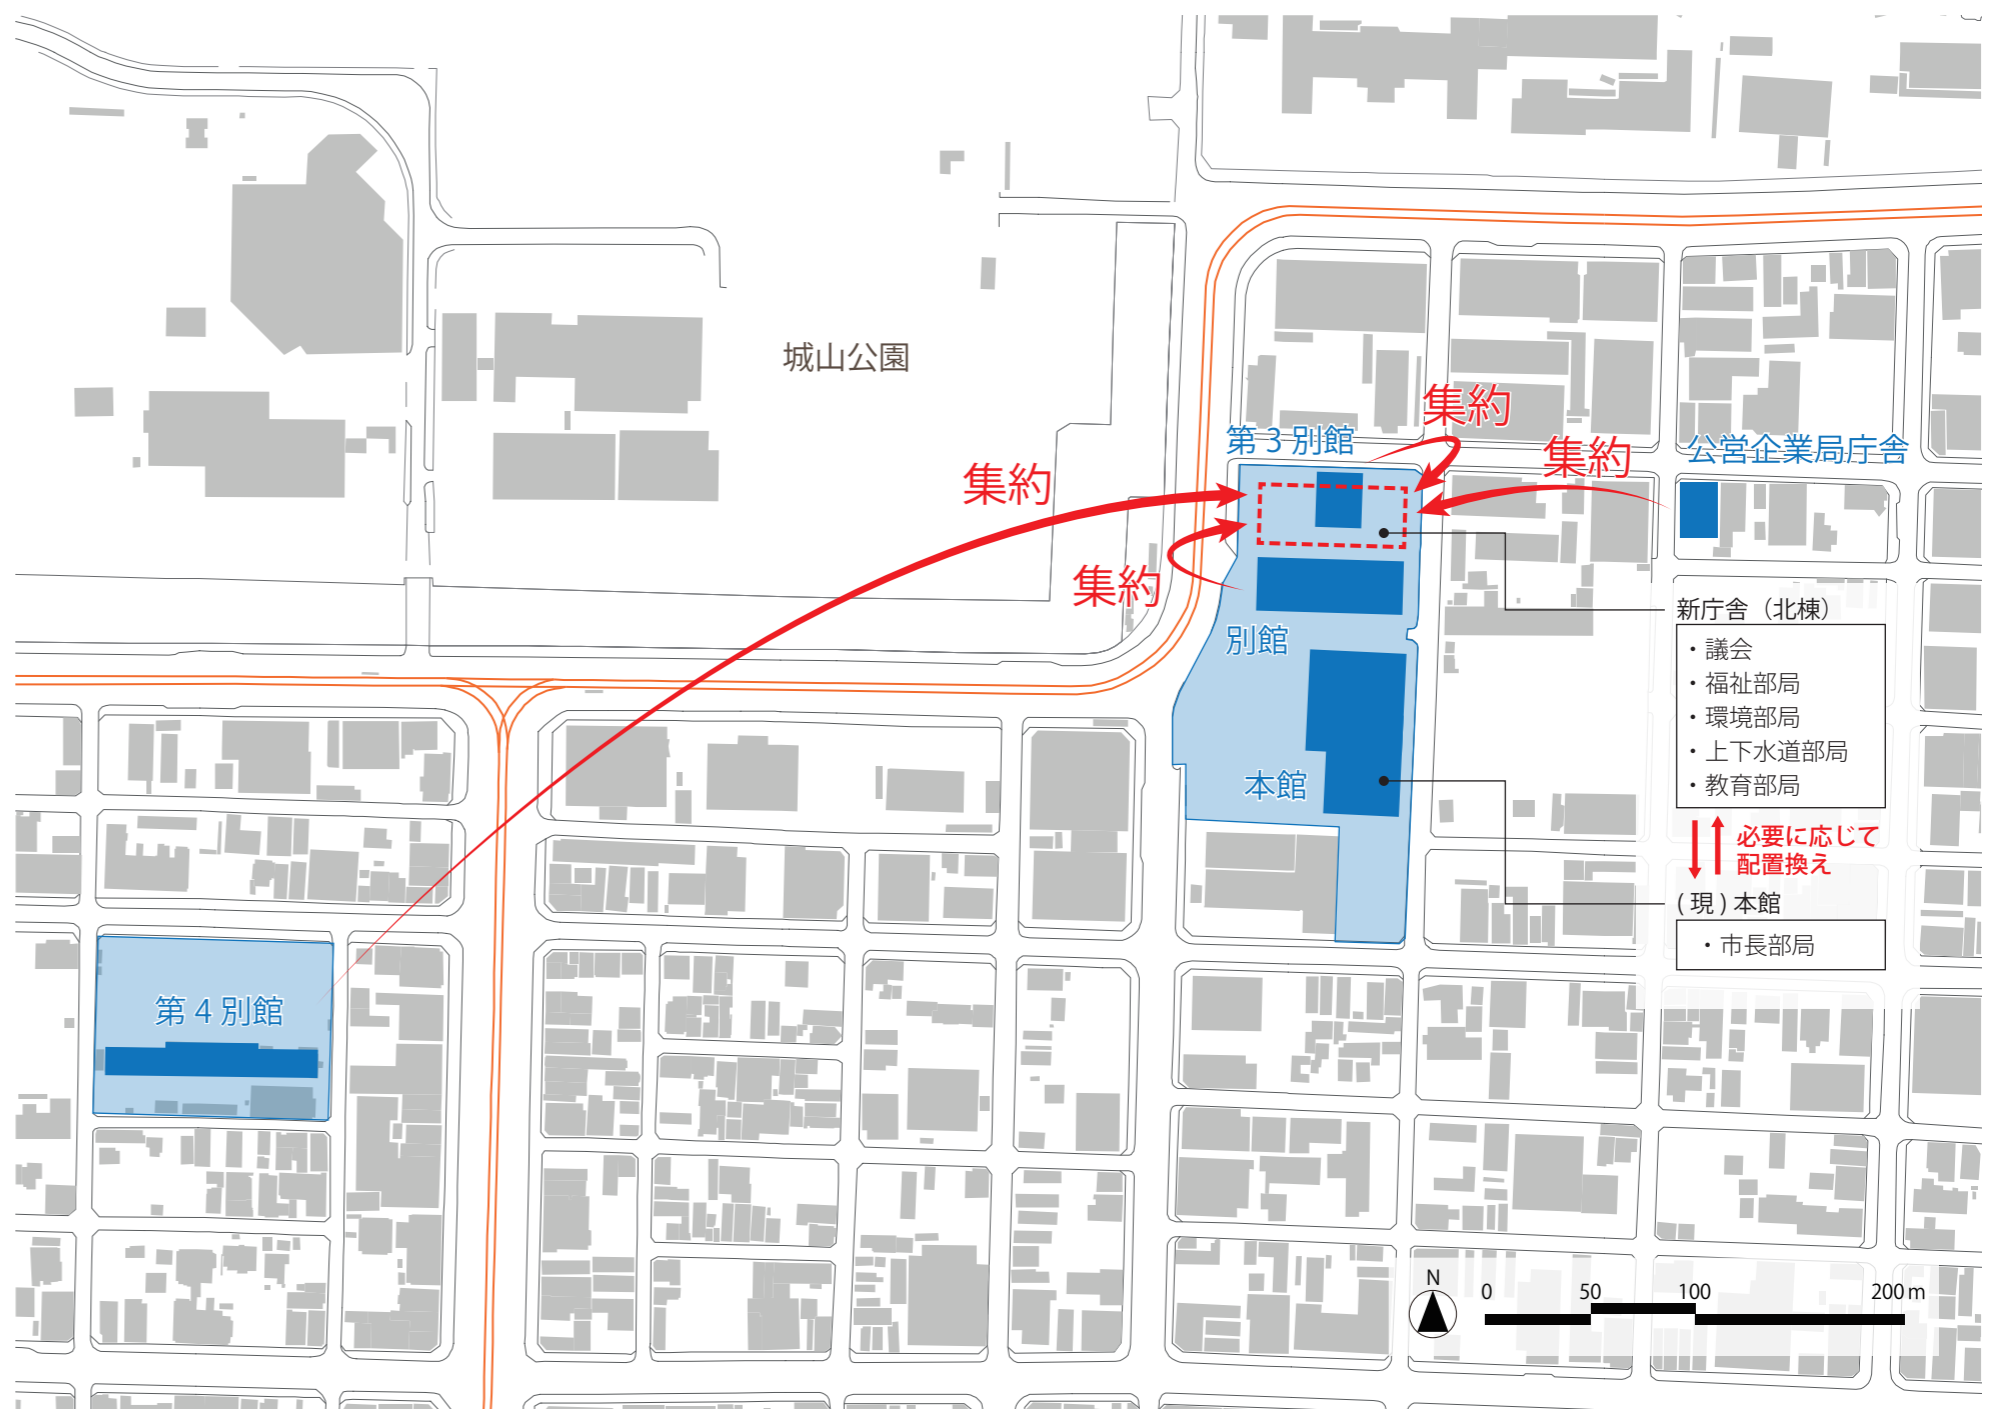 城山公園
集約
第3別館
集約
公営企業局庁舎
集約
集約
別館
本館
新庁舎（北棟）
・議会
・福祉部局
・環境部局
・上下水道部局
・教育部局
必要に応じて
配置換え
(現)本館
・市長部局
第4別館
N
0 50 100 200m